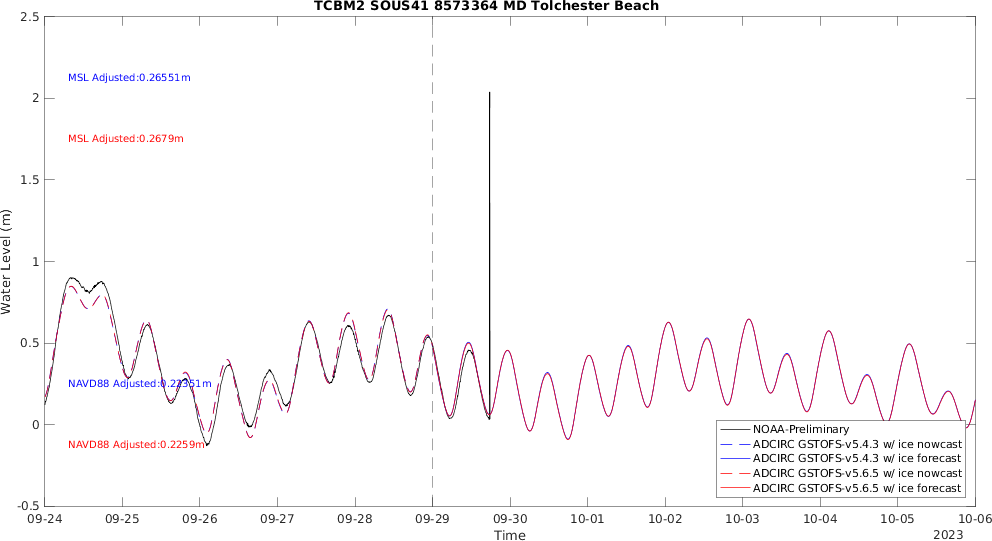 TCBM2 SOUS41 8573364 MD Tolchester Beach
2.5
2
1.5
1
0.5
0
-0.5
Water Level (m)
MSL Adjusted:0.26551m
MSL Adjusted:0.2679m
NAVD88 Adjusted:0.22351m
NAVD88 Adjusted:0.2259m
NOAA-Preliminary
ADCIRC GSTOFS-v5.4.3 w/ ice nowcast
ADCIRC GSTOFS-v5.4.3 w/ ice forecast
ADCIRC GSTOFS-v5.6.5 w/ ice nowcast
ADCIRC GSTOFS-v5.6.5 w/ ice forecast
09-24 09-25 09-26 09-27 09-28 09-29 09-30 10-01 10-02 10-03 10-04 10-05 10-06
Time
2023